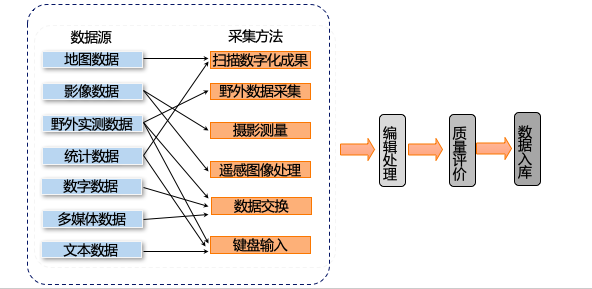 数据源
采集方法
地图数据
扫描数字化成果
影像数据
野外数据采集
野外实测数据
摄影测量
统计数据
遥感图像处理
数字数据
数据交换
多媒体数据
键盘输入
文本数据
编辑处理
质量评价
数据入库